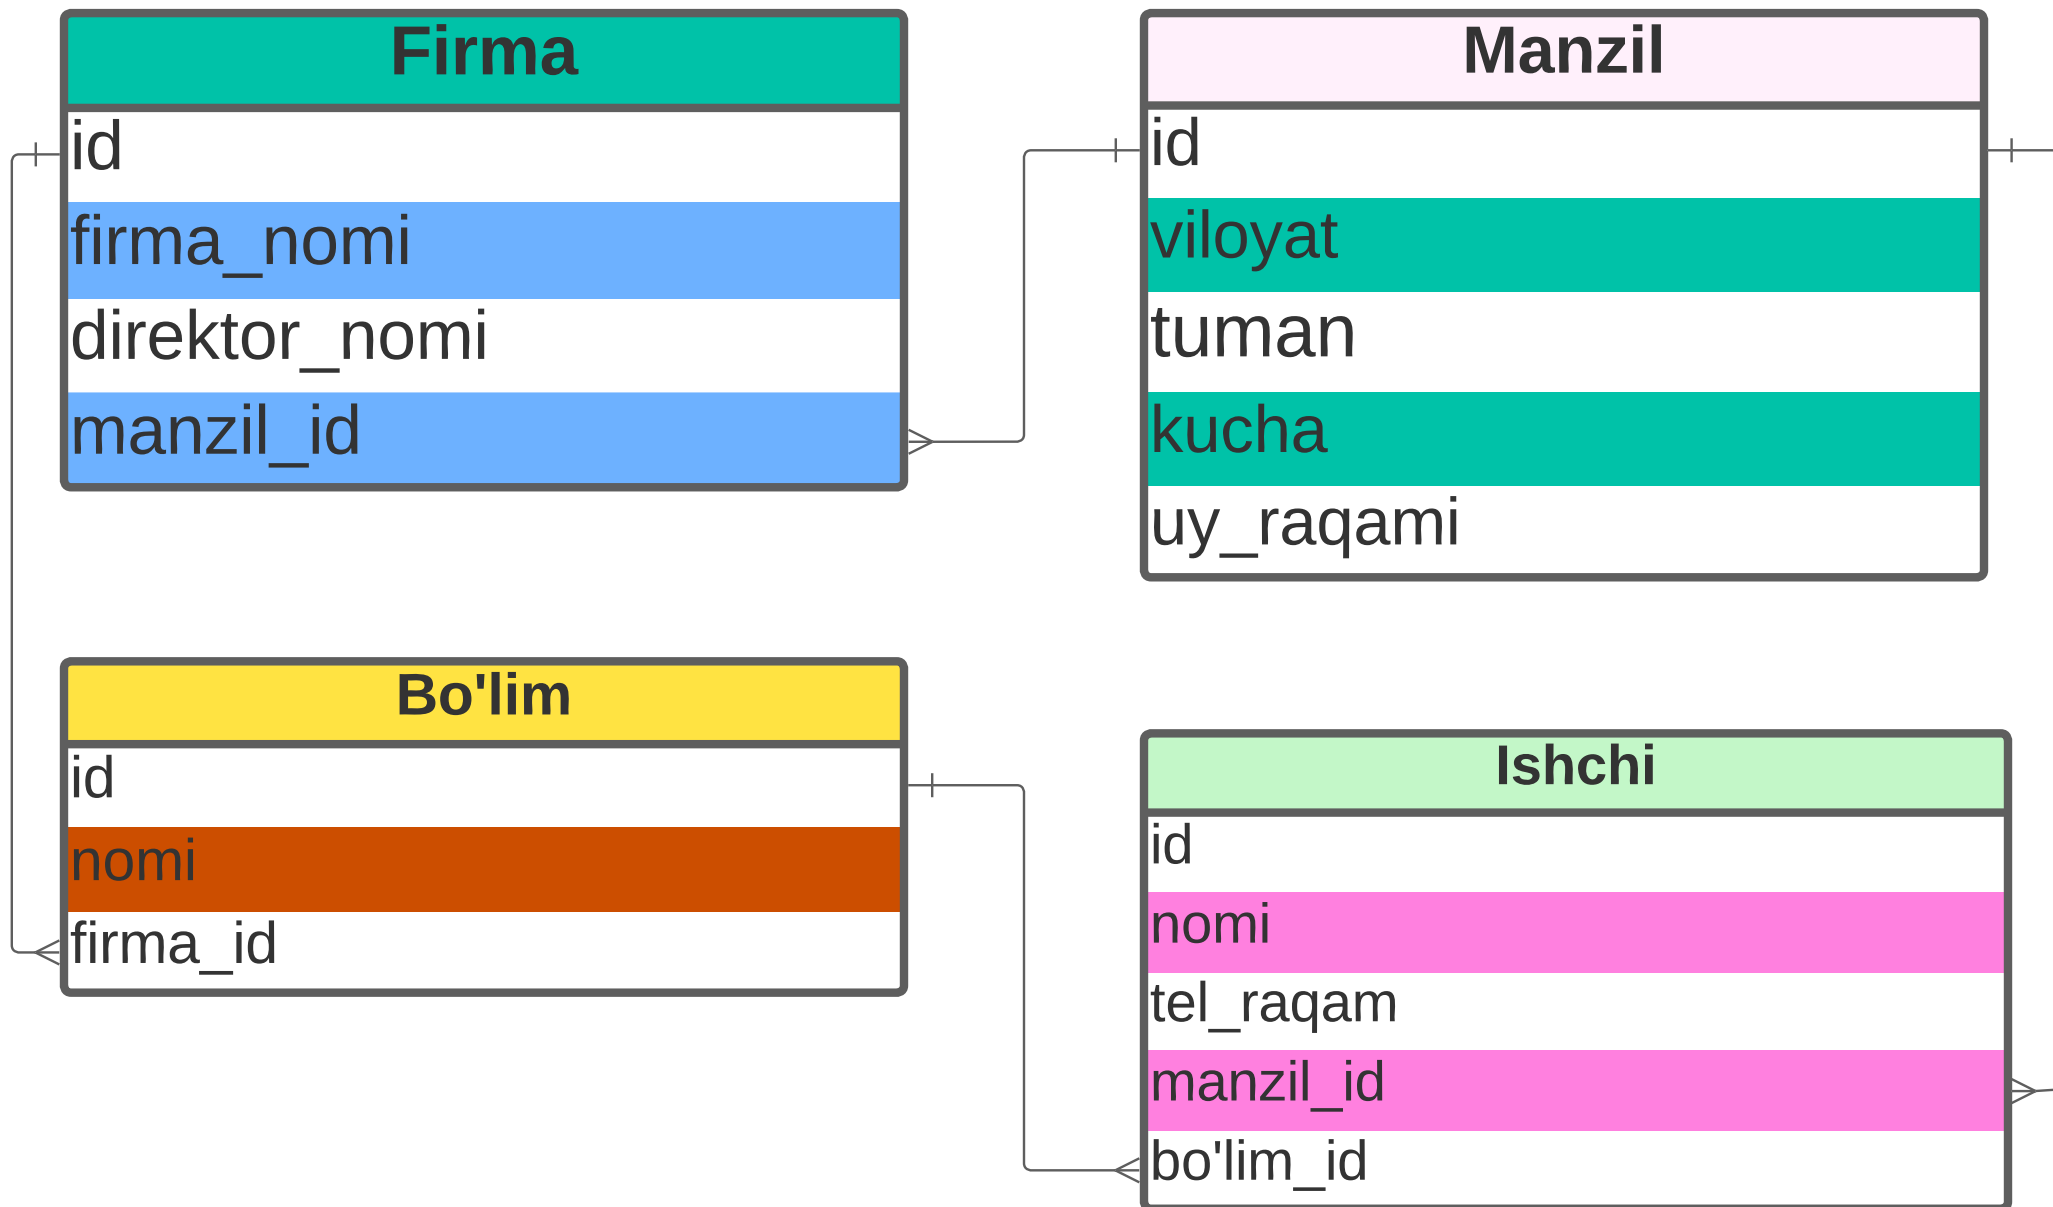 Firma
id
firma_nomi
direktor_nomi
manzil_id
Manzil
id
viloyat
tuman
kucha
uy_raqami
Bo'lim
id
nomi
firma_id
Ishchi
id
nomi
tel_raqam
manzil_id
bo'lim_id